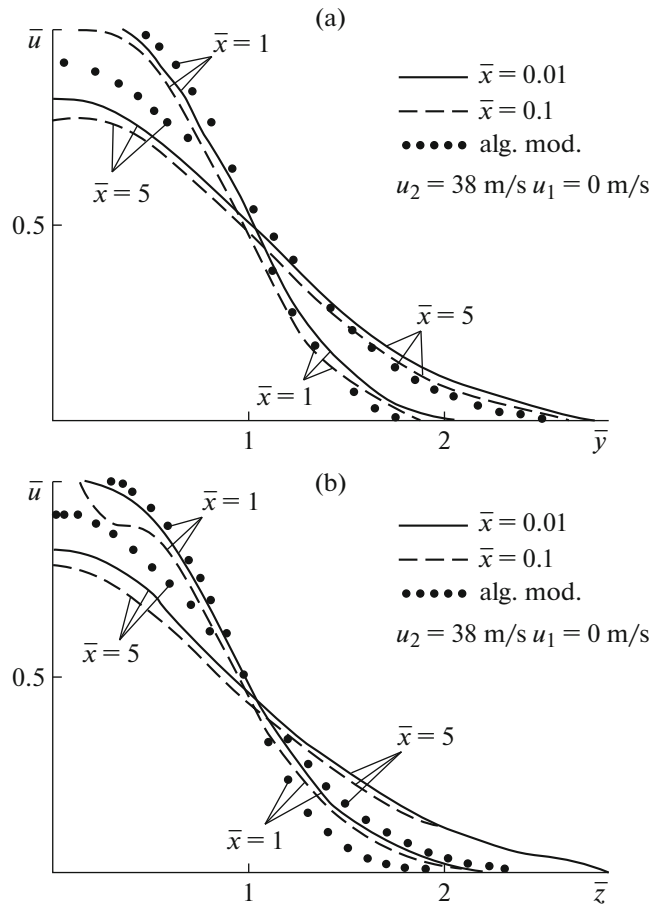 (a)
u̅
x̅ = 1
x̅ = 0.01
x̅ = 0.1
alg. mod.
u₂ = 38 m/s u₁ = 0 m/s
x̅ = 5
0.5
x̅ = 5
x̅ = 1
1
2
y̅
(b)
u̅
x̅ = 1
x̅ = 0.01
x̅ = 0.1
alg. mod.
u₂ = 38 m/s u₁ = 0 m/s
x̅ = 5
0.5
x̅ = 5
x̅ = 1
1
2
z̅